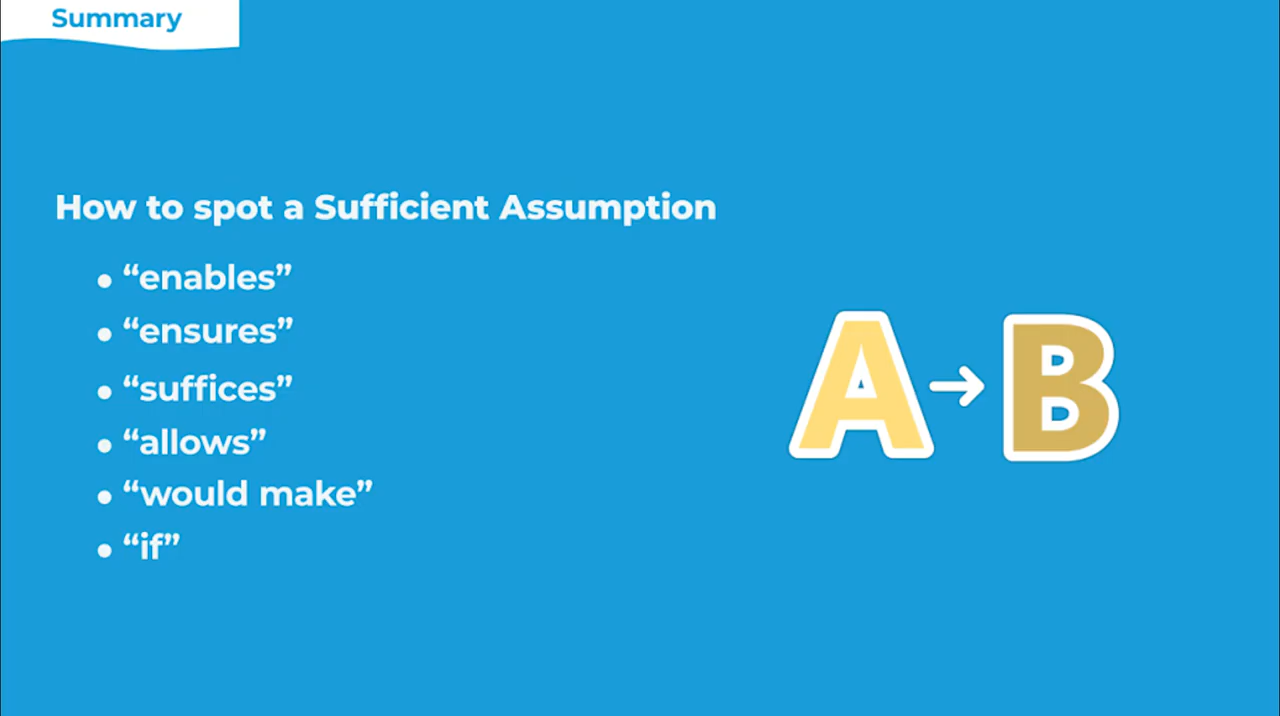 Summary
How to spot a Sufficient Assumption
• “enables”
• “ensures”
• “suffices”
• “allows”
• “would make”
• “if”
A→B